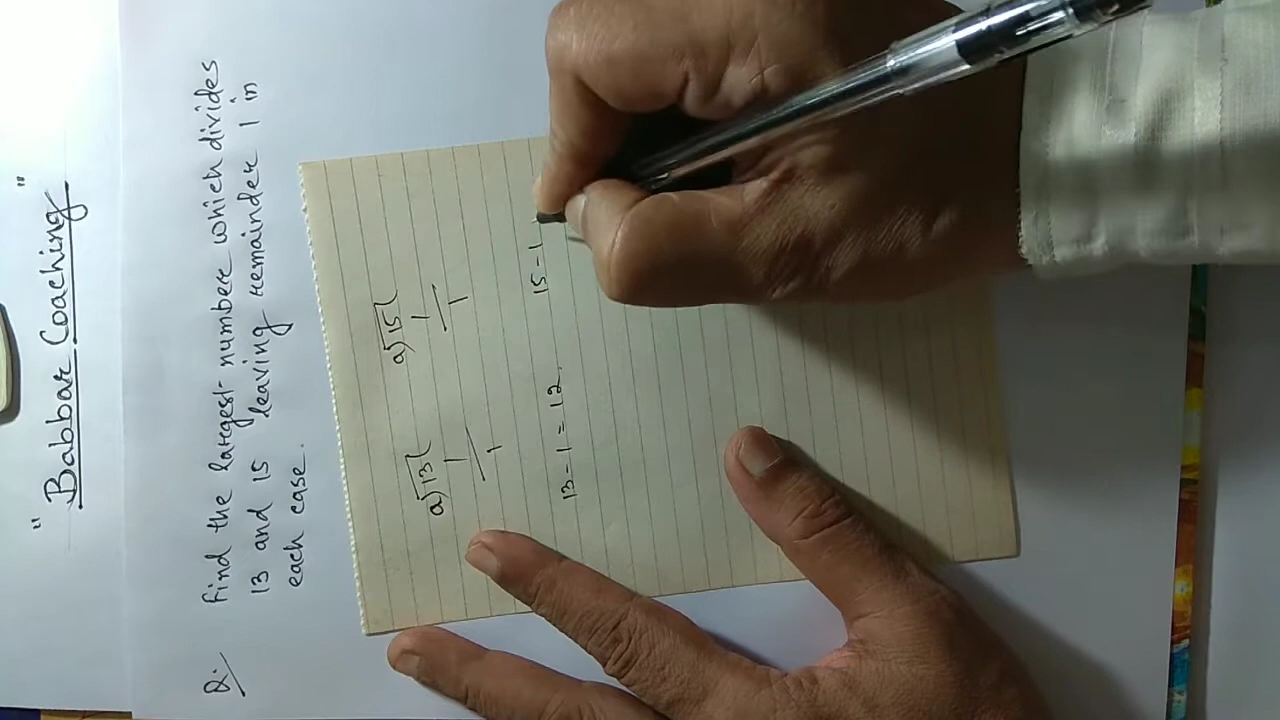 " Babbar Coaching "
Q:- Find the largest number which divides
13 and 15 leaving remainder 1 in
each case.
a) 13 (
1
1
a) 15 (
1
1
13 - 1 = 12
15 - 1